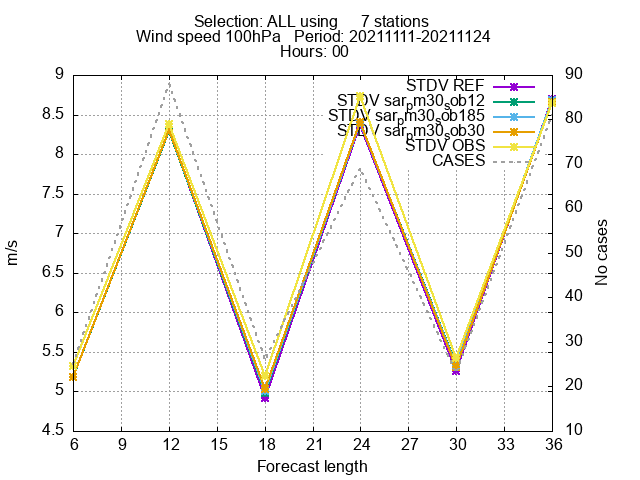 Selection: ALL using 7 stations
Wind speed 100hPa Period: 20211111-20211124
Hours: 00
9
8.5
8
7.5
7
6.5
6
5.5
5
4.5
m/s
STDV REF
STDV sarpm30sob12
STDV sarpm30sob185
STDV sarpm30sob30
STDV OBS
CASES
90
80
70
60
50
40
30
20
10
No cases
6 9 12 15 18 21 24 27 30 33 36
Forecast length